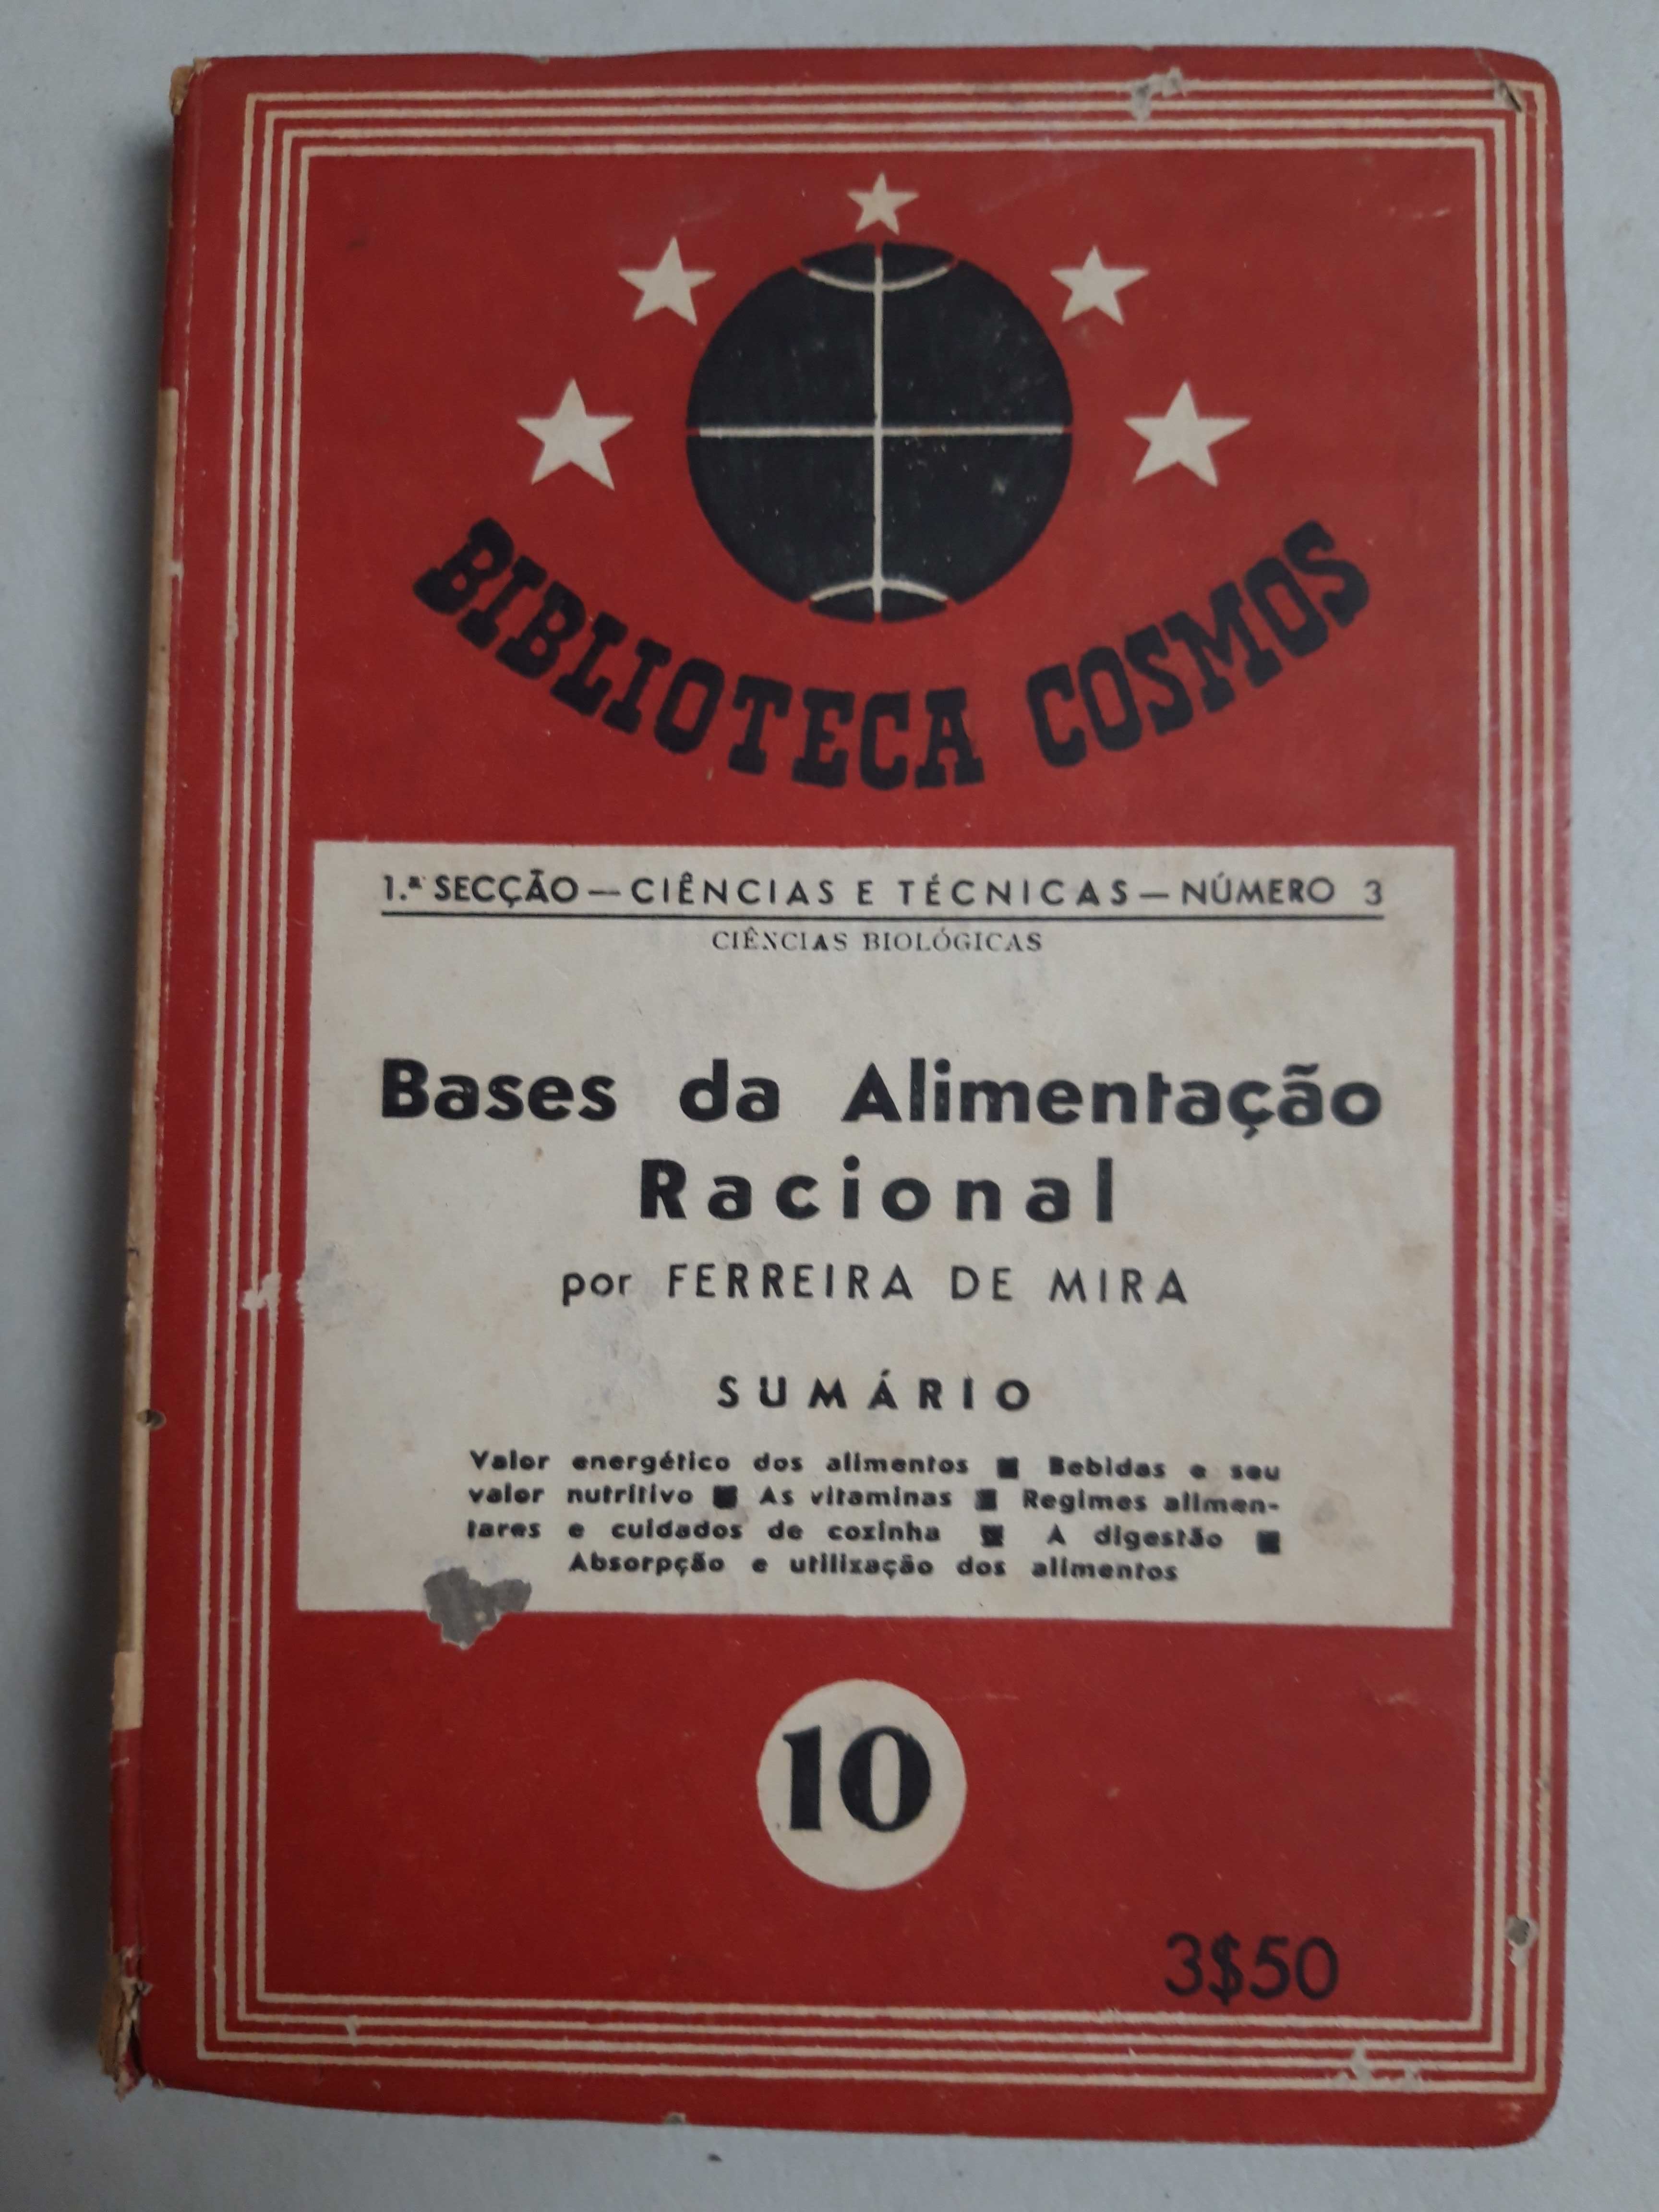 BIBLIOTECA COSMOS
1.ª SECÇÃO — CIÊNCIAS E TÉCNICAS — NÚMERO 3
CIÊNCIAS BIOLÓGICAS
Bases da Alimentação
Racional
por FERREIRA DE MIRA
SUMÁRIO
Valor energético dos alimentos ■ Bebidas e seu
valor nutritivo ■ As vitaminas ■ Regimes alimen-
tares e cuidados de cozinha ■ A digestão ■
Absorpção e utilização dos alimentos
10
3$50